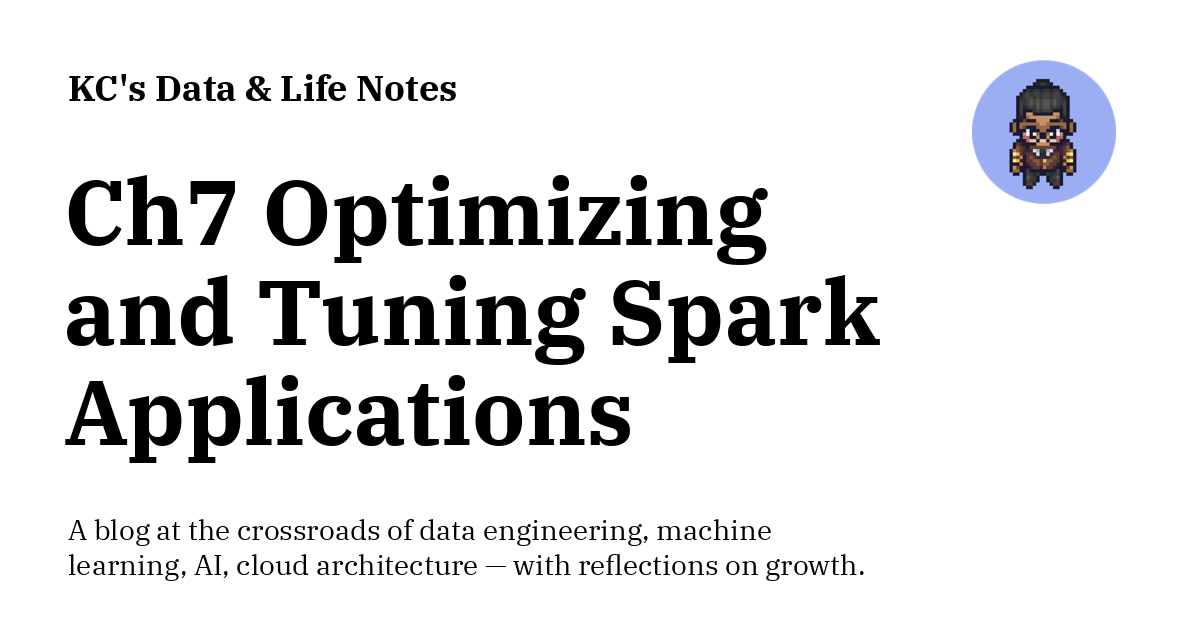 KC's Data & Life Notes
Ch7 Optimizing
and Tuning Spark
Applications
A blog at the crossroads of data engineering, machine
learning, AI, cloud architecture — with reflections on growth.